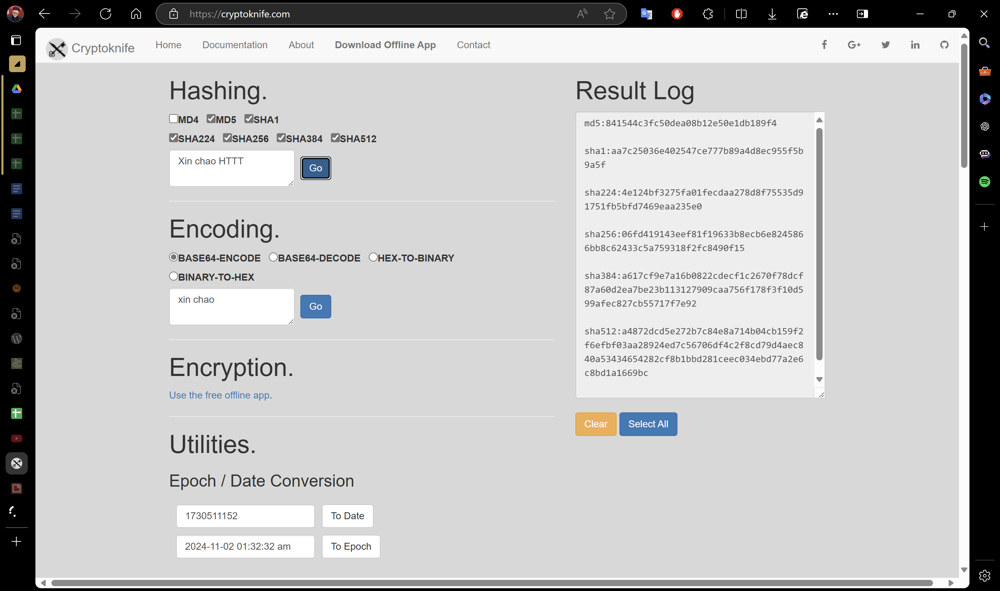 https://cryptoknife.com
Cryptoknife
Home
Documentation
About
Download Offline App
Contact
Hashing.
MD4 MD5 SHA1
SHA224 SHA256 SHA384 SHA512
Xin chao HTTT
Go
Encoding.
BASE64-ENCODE BASE64-DECODE HEX-TO-BINARY
BINARY-TO-HEX
xin chao
Go
Encryption.
Use the free offline app.
Utilities.
Epoch / Date Conversion
1730511152
To Date
2024-11-02 01:32:32 am
To Epoch
Result Log
md5:841544c3fc50dea08b12e50e1db189f4
sha1:aa7c25036e402547ce777b89a4d8ec955f5b
9a5f
sha224:4e124bf3275fa01fecdaa278d8f75535d9
1751fb5bfd7469eaa235e0
sha256:06fd419143eef81f19633b8ecb6e824586
6bb8c62433c5a759318f2fc8490f15
sha384:a617cf9e7a16b0822cdecf1c2670f78dcf
87a60d2ea7be23b113127909caa756f178f3f10d5
99afec827cb55717f7e92
sha512:a4872dcd5e272b7c84e8a714b04cb159f2
f6efbf03aa28924ed7c56706df4c2f8cd79d4aec8
40a53434654282cf8b1bbd281ceec034ebd77a2e6
c8bd1a1669bc
Clear
Select All